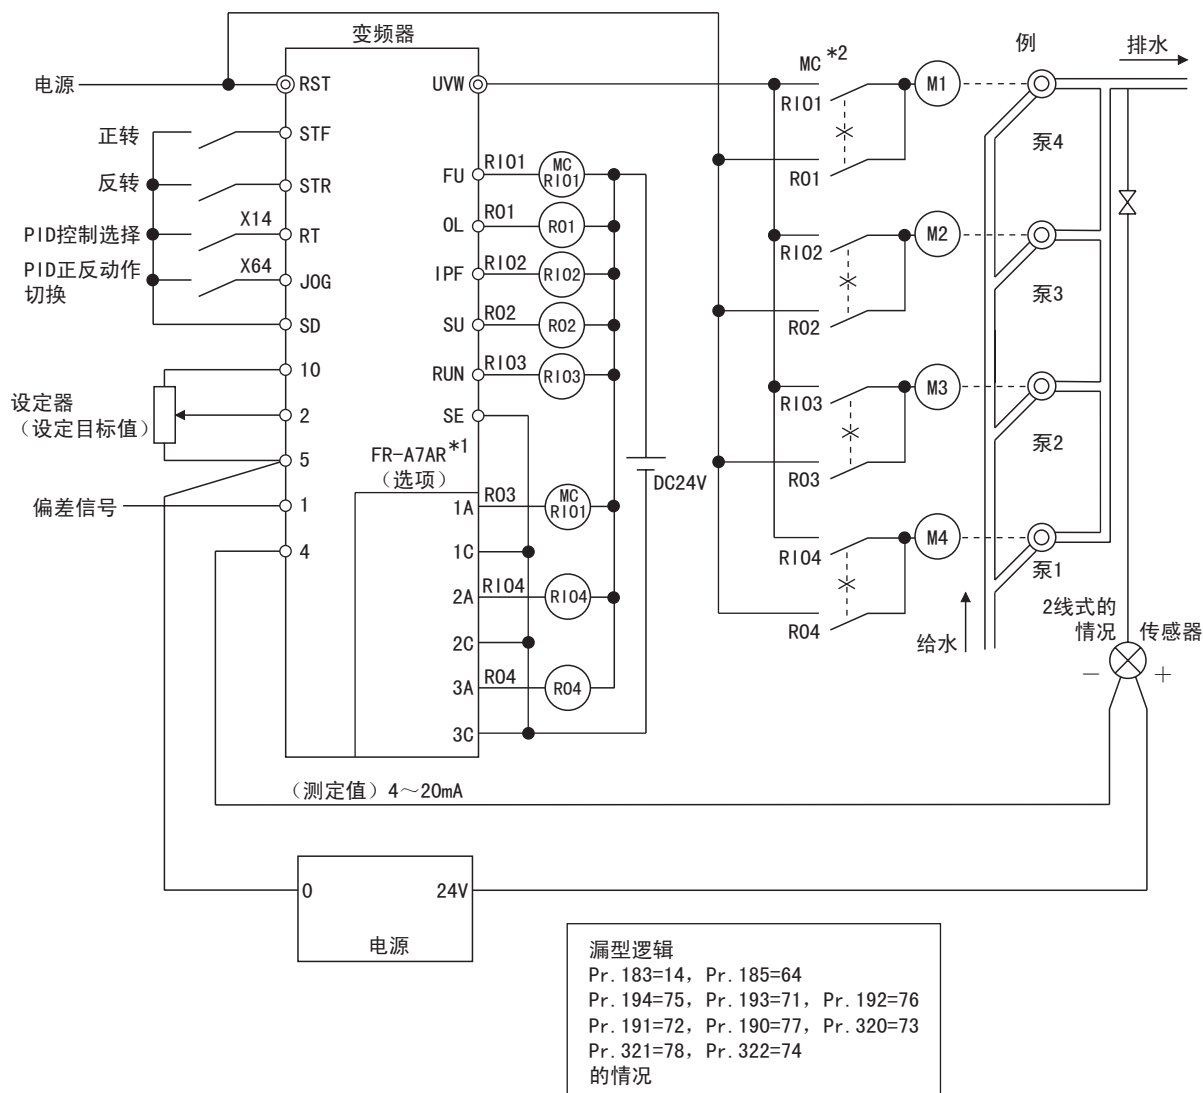 变频器
例
排水
电源
RST
UVW
MC*2
RIO1
M1
正转
STF
泵4
反转
STR
FU
RIO1
MC
RIO1
RO1
X14
PID控制选择
RT
OL
RO1
RO1
RIO2
M2
PID正反动作
切换
X64
JOG
IPF
RIO2
RIO2
泵3
SD
SU
RO2
RO2
RO2
10
RUN
RIO3
RIO3
RIO3
M3
设定器
(设定目标值)
2
SE
泵2
5
FR-A7AR*1
(选项)
DC24V
RO3
偏差信号
1
1A
RO3
MC
RIO1
4
1C
RIO4
M4
泵1
2A
RIO4
RIO4
RO4
2线式的
情况
传感器
2C
给水
3A
RO4
RO4
－
＋
3C
(测定值)4～20mA
0
24V
电源
漏型逻辑
Pr.183=14, Pr.185=64
Pr.194=75, Pr.193=71, Pr.192=76
Pr.191=72, Pr.190=77, Pr.320=73
Pr.321=78, Pr.322=74
的情况